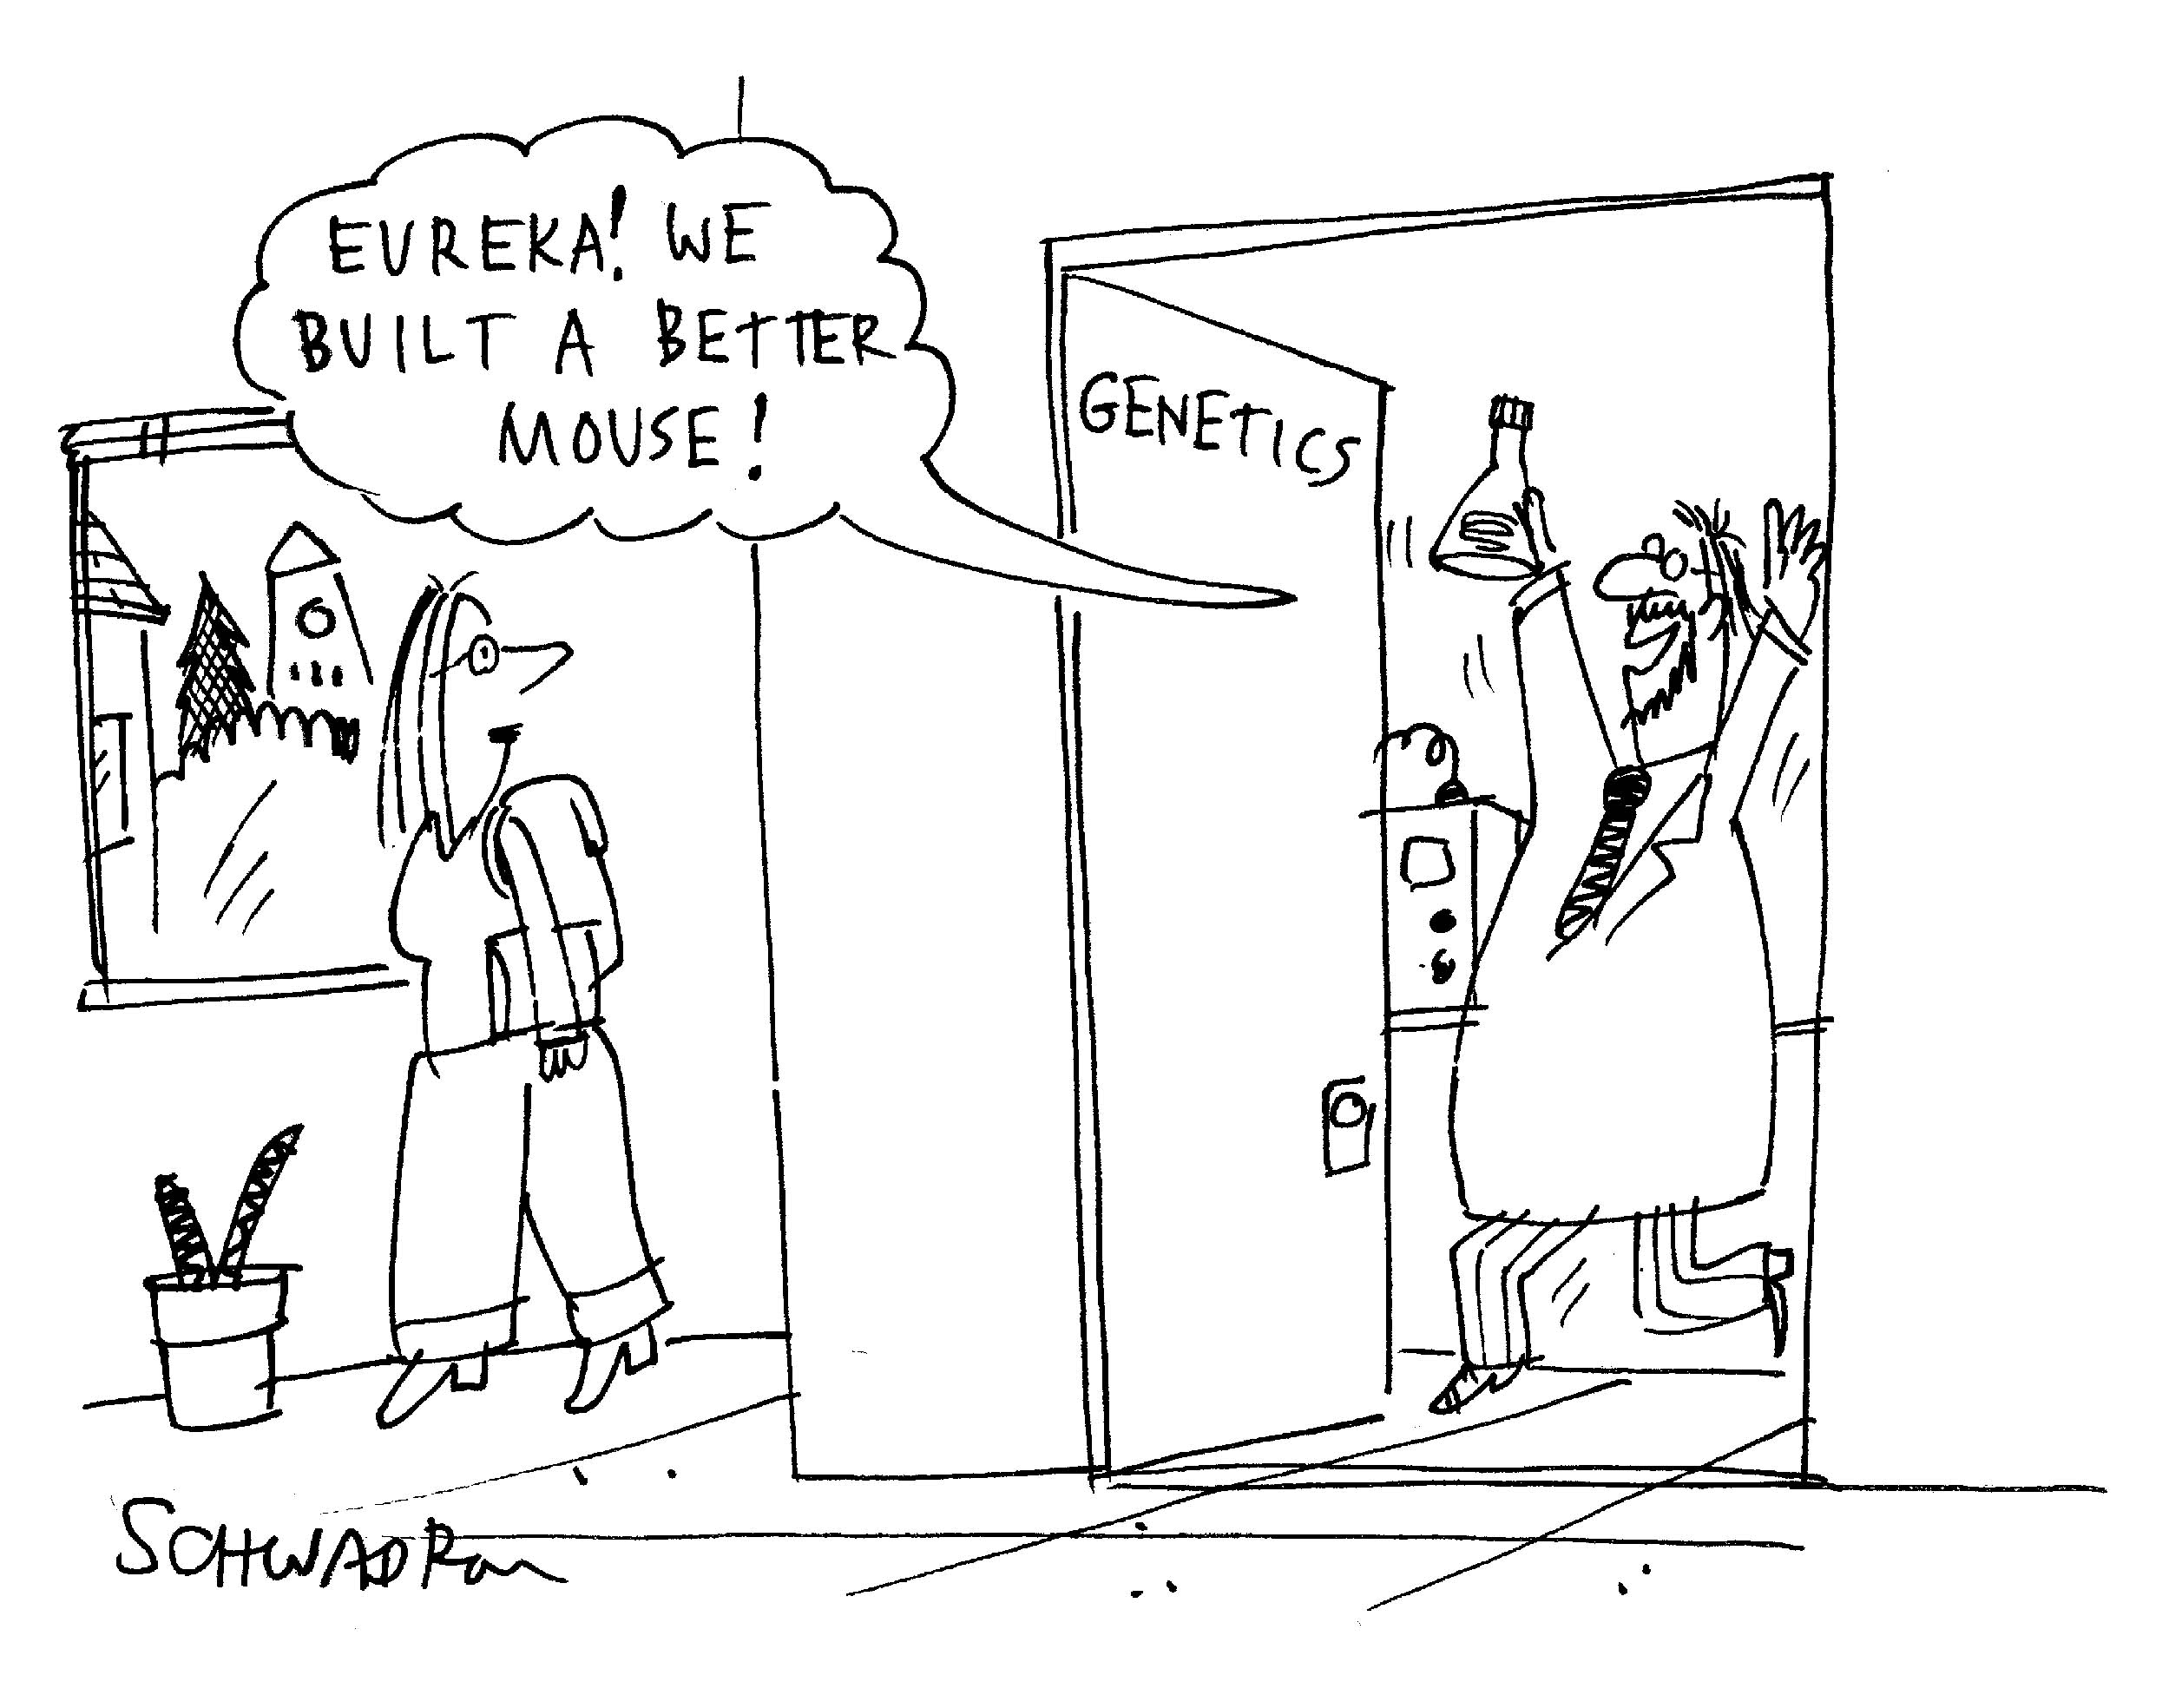 EUREKA! WE
BUILT A BETTER
MOUSE!
GENETICS
SCHWADRON